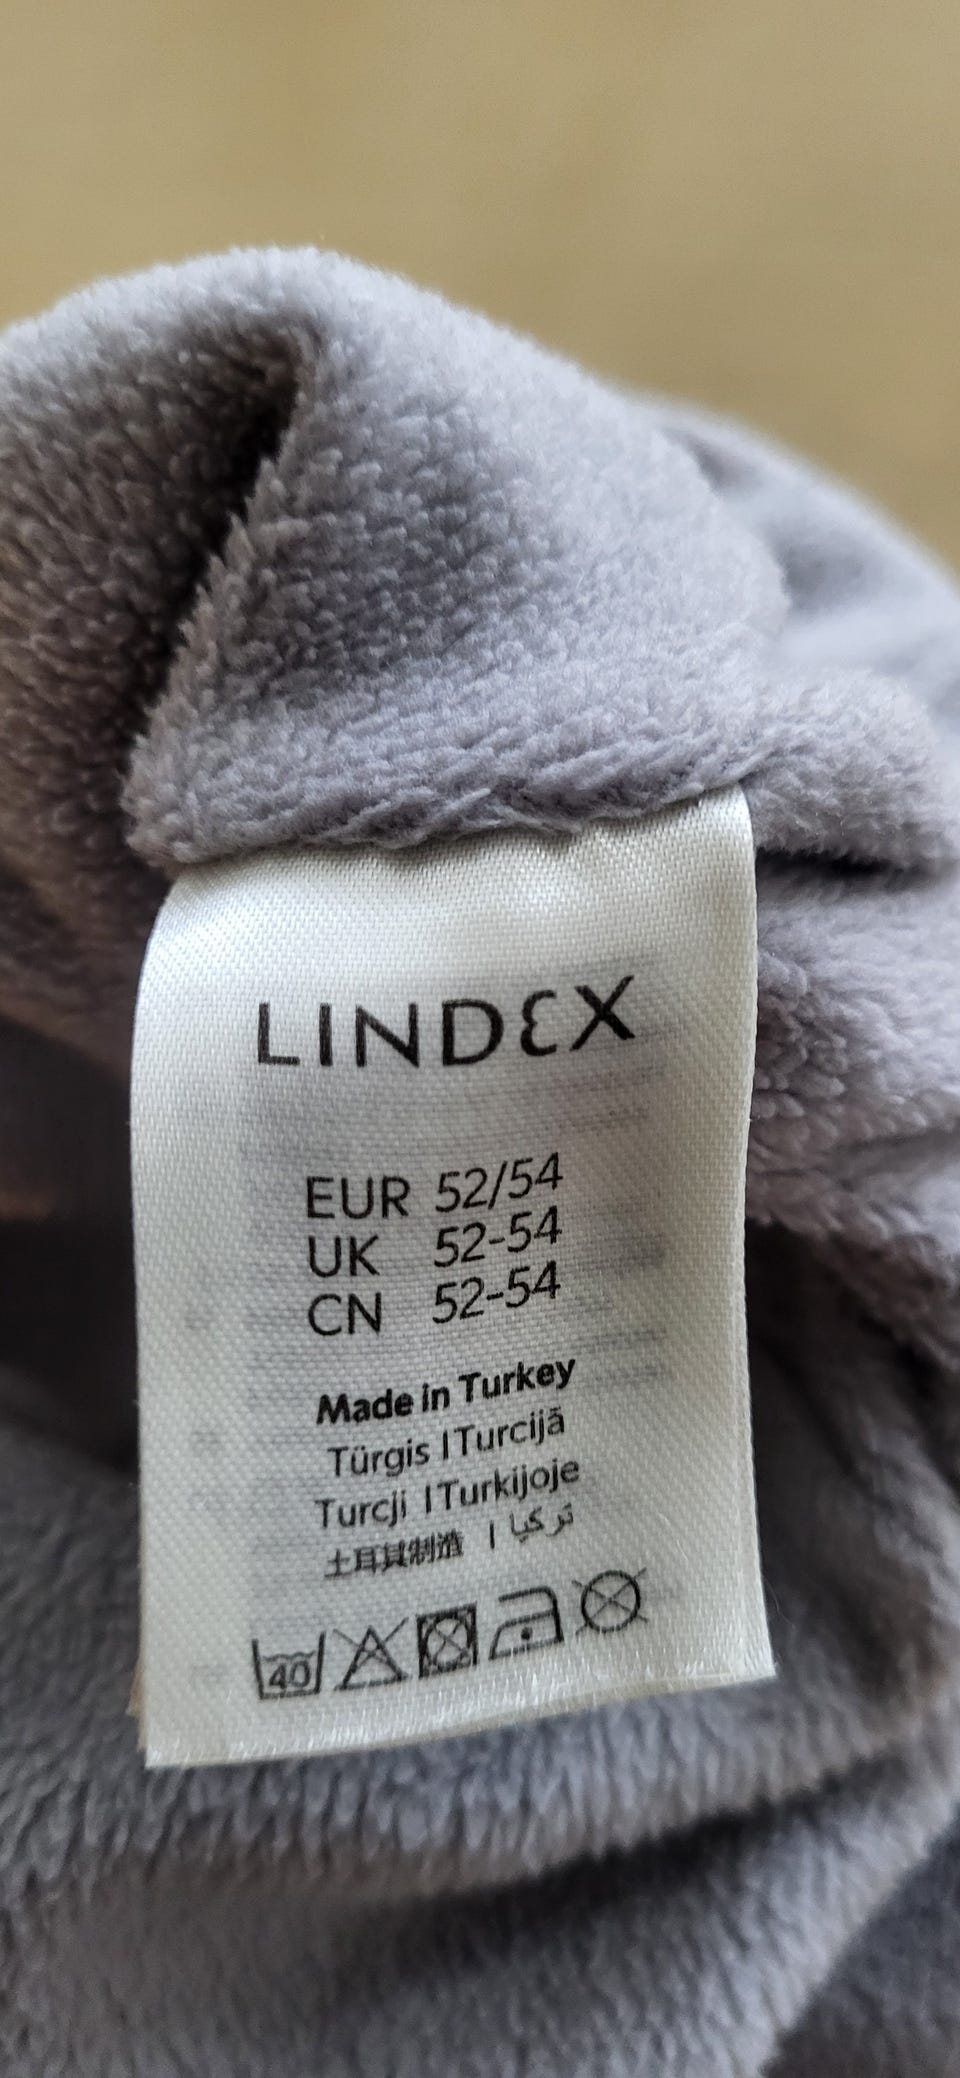 LINDEX
EUR 52/54
UK 52-54
CN 52-54
Made in Turkey
Türgis | Turcijā
Turcji | Turkijoje
土耳其制造 | تركيا
40